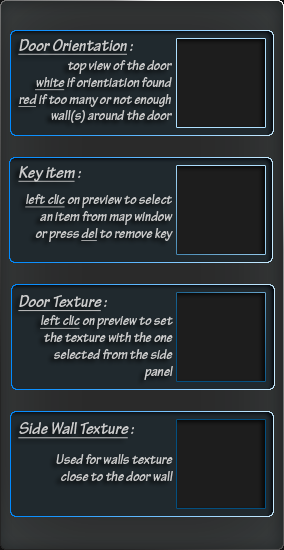 Door Orientation :
top view of the door
white if orientiation found
red if too many or not enough
wall(s) around the door
Key item :
left clic on preview to select
an item from map window
or press del to remove key
Door Texture :
left clic on preview to set
the texture with the one
selected from the side
panel
Side Wall Texture :
Used for walls texture
close to the door wall